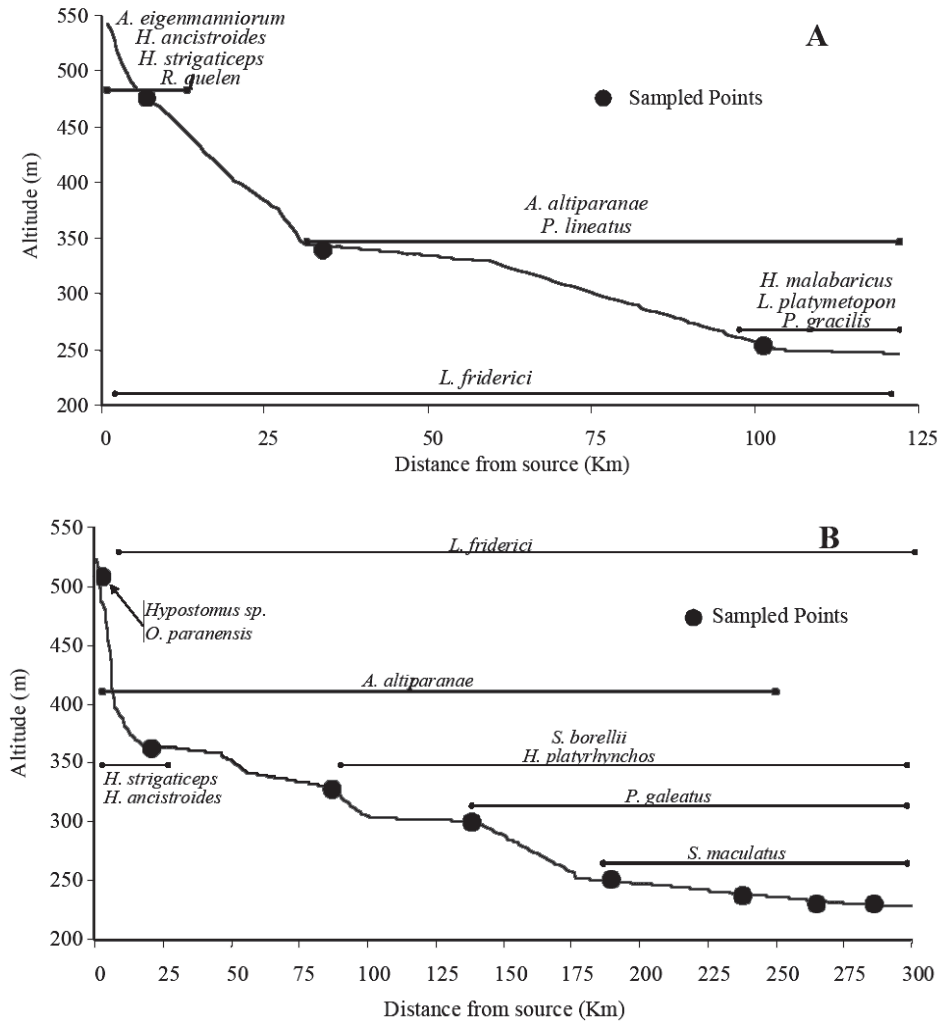 A
550
500
450
400
350
300
250
200
Altitude (m)
A. eigenmanniorum
H. ancistroides
H. strigaticeps
R. quelen
Sampled Points
A. altiparanae
P. lineatus
H. malabaricus
L. platymetopon
P. gracilis
L. friderici
0 25 50 75 100 125
Distance from source (Km)
B
550
500
450
400
350
300
250
200
Altitude (m)
L. friderici
Hypostomus sp.
O. paranensis
Sampled Points
A. altiparanae
S. borellii
H. platyrhynchos
H. strigaticeps
H. ancistroides
P. galeatus
S. maculatus
0 25 50 75 100 125 150 175 200 225 250 275 300
Distance from source (Km)